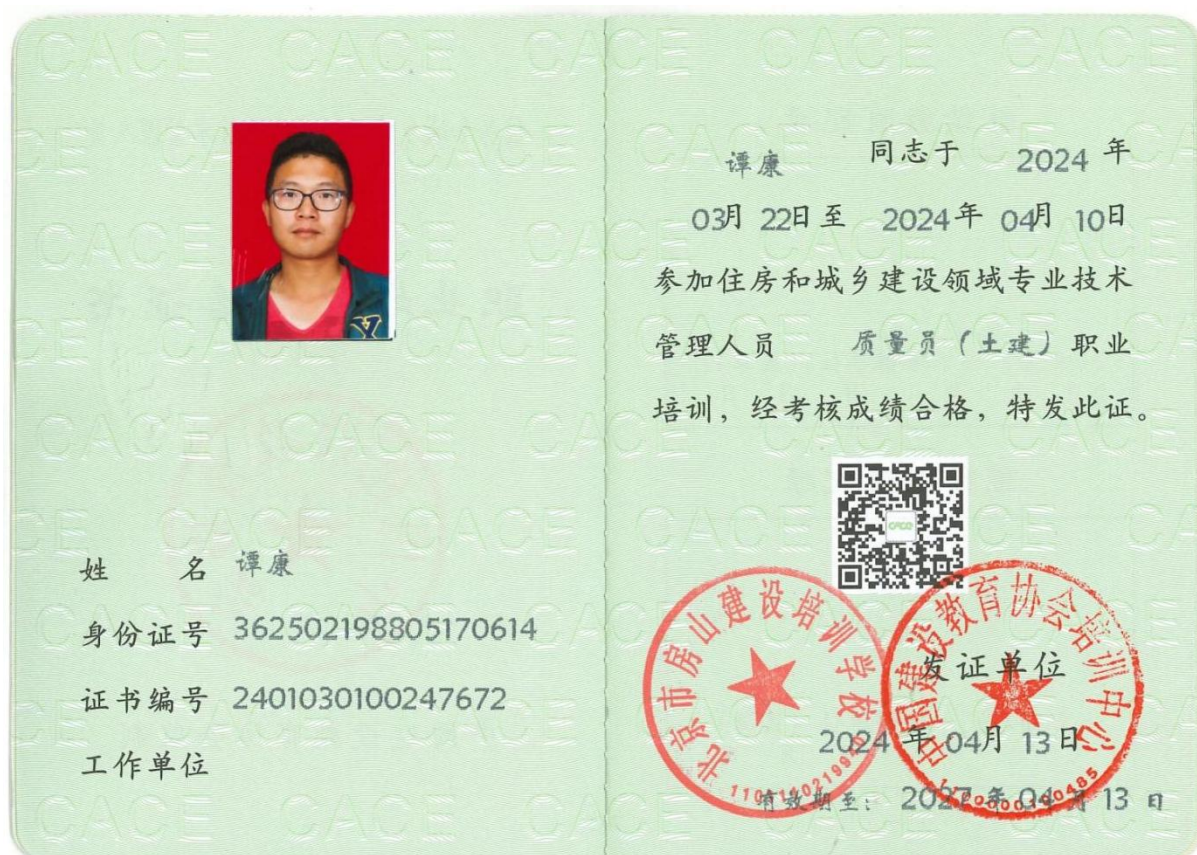 姓 名 谭康
身份证号 362502198805170614
证书编号 2401030100247672
工作单位
谭康 同志于 2024 年
03月 22日至 2024年 04月 10日
参加住房和城乡建设领域专业技术
管理人员 质量员（土建）职业
培训，经考核成绩合格，特发此证。
CACE
北京市房山建设培训学校
中国建设教育协会培训中心
发证单位
2024 年 04月 13日
有效期至： 2027 年 04 月 13 日